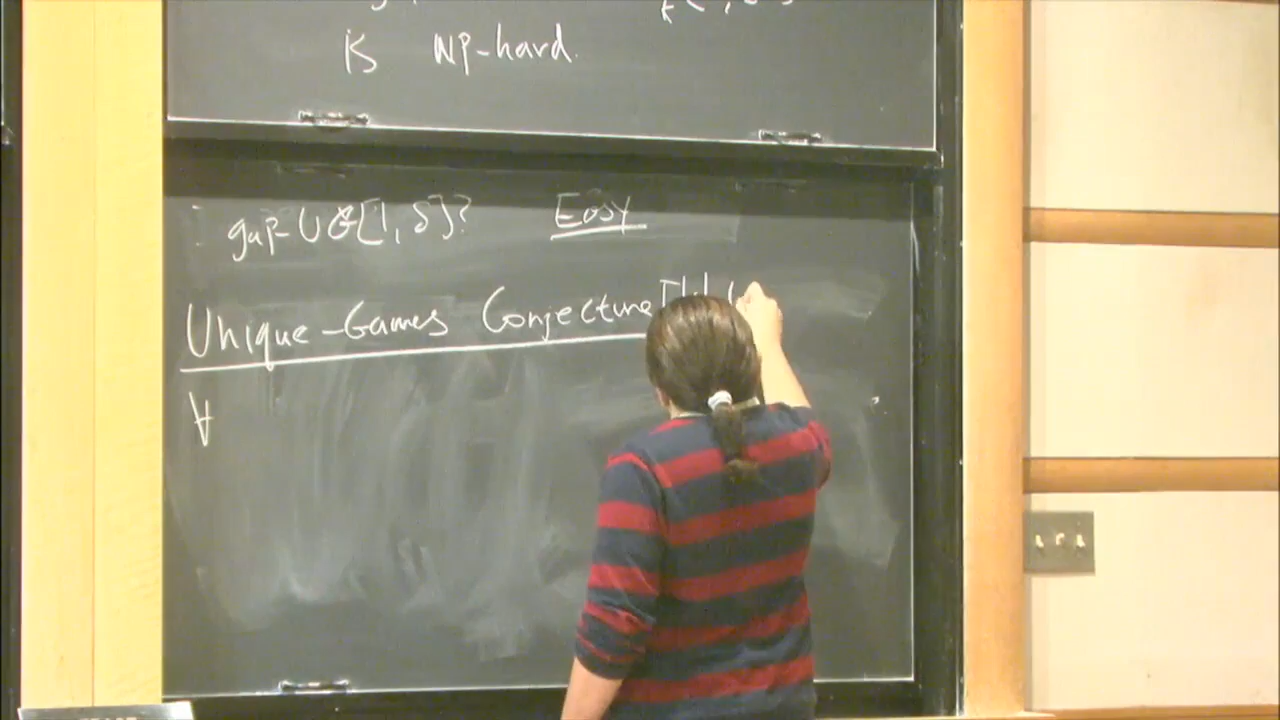 is NP-hard.
gap-UG[1,δ]? Easy
Unique-Games Conjecture
∀